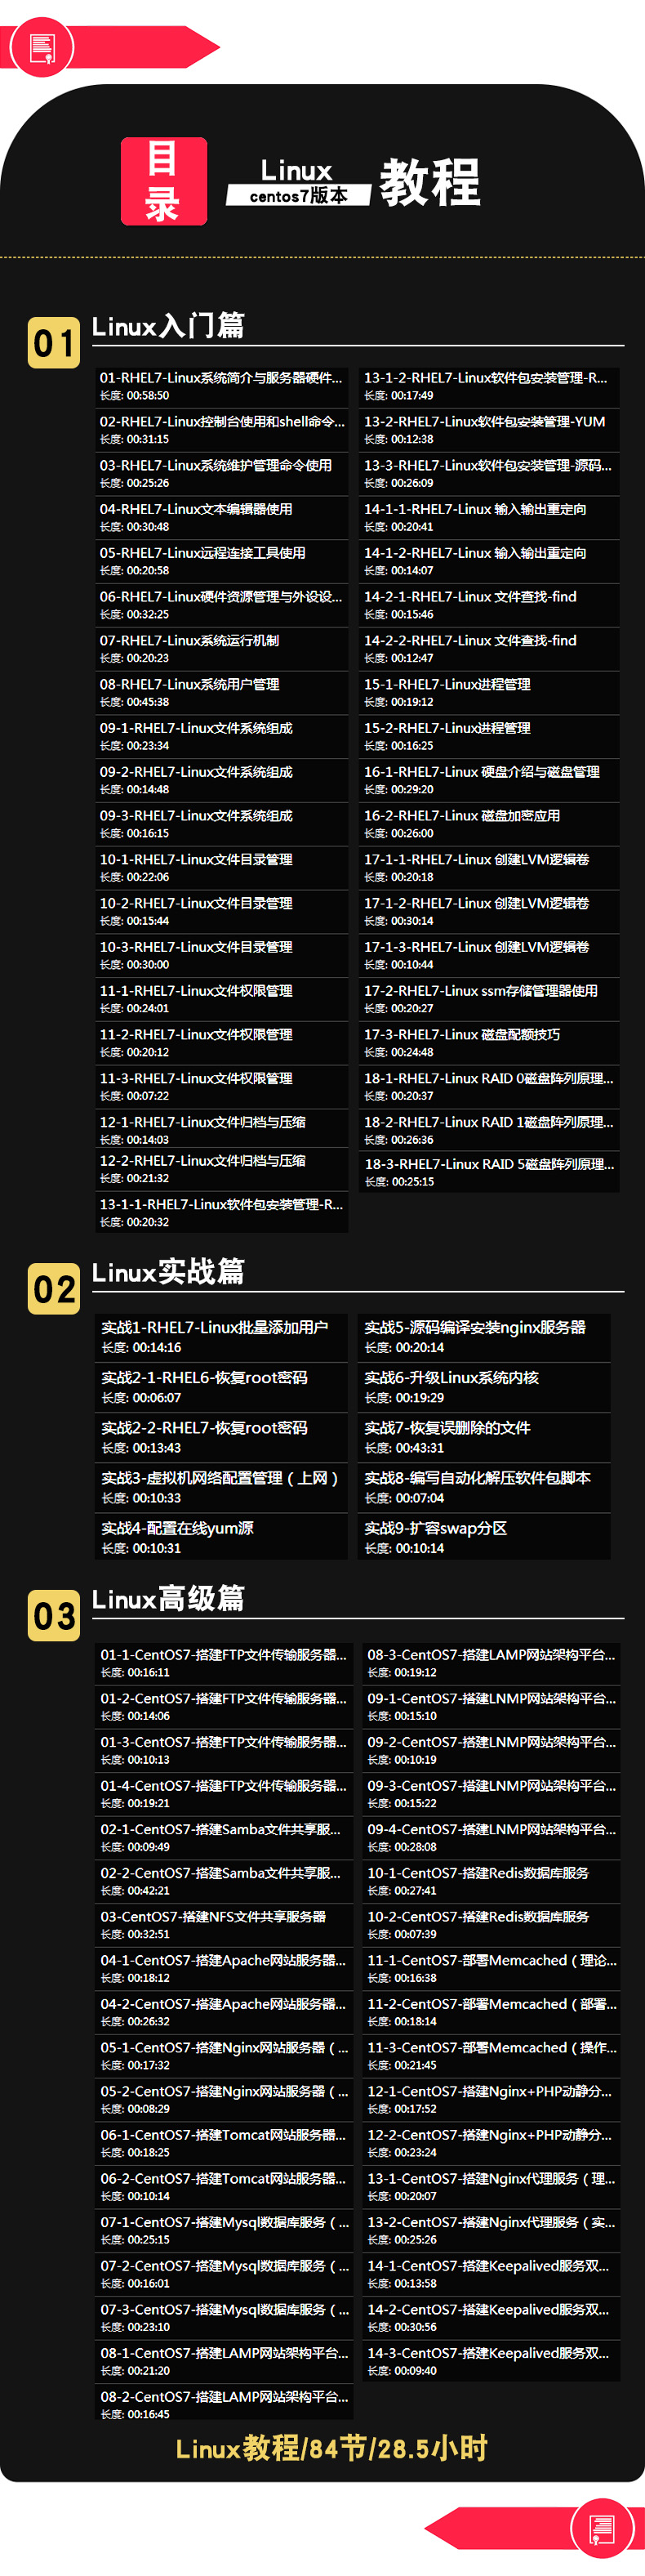 目
录
Linux
centos7版本
教程
01
Linux入门篇
01-RHEL7-Linux系统简介与服务器硬件...
长度: 00:58:50
02-RHEL7-Linux控制台使用和shell命令...
长度: 00:31:15
03-RHEL7-Linux系统维护管理命令使用
长度: 00:25:26
04-RHEL7-Linux文本编辑器使用
长度: 00:30:48
05-RHEL7-Linux远程连接工具使用
长度: 00:20:58
06-RHEL7-Linux硬件资源管理与外设设...
长度: 00:32:25
07-RHEL7-Linux系统运行机制
长度: 00:20:23
08-RHEL7-Linux系统用户管理
长度: 00:45:38
09-1-RHEL7-Linux文件系统组成
长度: 00:23:34
09-2-RHEL7-Linux文件系统组成
长度: 00:14:48
09-3-RHEL7-Linux文件系统组成
长度: 00:16:15
10-1-RHEL7-Linux文件目录管理
长度: 00:22:06
10-2-RHEL7-Linux文件目录管理
长度: 00:15:44
10-3-RHEL7-Linux文件目录管理
长度: 00:30:00
11-1-RHEL7-Linux文件权限管理
长度: 00:24:01
11-2-RHEL7-Linux文件权限管理
长度: 00:20:12
11-3-RHEL7-Linux文件权限管理
长度: 00:07:22
12-1-RHEL7-Linux文件归档与压缩
长度: 00:14:03
12-2-RHEL7-Linux文件归档与压缩
长度: 00:21:32
13-1-1-RHEL7-Linux软件包安装管理-R...
长度: 00:20:32
13-1-2-RHEL7-Linux软件包安装管理-R...
长度: 00:17:49
13-2-RHEL7-Linux软件包安装管理-YUM
长度: 00:12:38
13-3-RHEL7-Linux软件包安装管理-源码...
长度: 00:26:09
14-1-1-RHEL7-Linux 输入输出重定向
长度: 00:20:41
14-1-2-RHEL7-Linux 输入输出重定向
长度: 00:14:07
14-2-1-RHEL7-Linux 文件查找-find
长度: 00:15:46
14-2-2-RHEL7-Linux 文件查找-find
长度: 00:12:47
15-1-RHEL7-Linux进程管理
长度: 00:19:12
15-2-RHEL7-Linux进程管理
长度: 00:16:25
16-1-RHEL7-Linux 硬盘介绍与磁盘管理
长度: 00:29:20
16-2-RHEL7-Linux 磁盘加密应用
长度: 00:26:00
17-1-1-RHEL7-Linux 创建LVM逻辑卷
长度: 00:20:18
17-1-2-RHEL7-Linux 创建LVM逻辑卷
长度: 00:30:14
17-1-3-RHEL7-Linux 创建LVM逻辑卷
长度: 00:10:44
17-2-RHEL7-Linux ssm存储管理器使用
长度: 00:20:27
17-3-RHEL7-Linux 磁盘配额技巧
长度: 00:24:48
18-1-RHEL7-Linux RAID 0磁盘阵列原理...
长度: 00:20:37
18-2-RHEL7-Linux RAID 1磁盘阵列原理...
长度: 00:26:36
18-3-RHEL7-Linux RAID 5磁盘阵列原理...
长度: 00:25:15
02
Linux实战篇
实战1-RHEL7-Linux批量添加用户
长度: 00:14:16
实战2-1-RHEL6-恢复root密码
长度: 00:06:07
实战2-2-RHEL7-恢复root密码
长度: 00:13:43
实战3-虚拟机网络配置管理（上网）
长度: 00:10:33
实战4-配置在线yum源
长度: 00:10:31
实战5-源码编译安装nginx服务器
长度: 00:20:14
实战6-升级Linux系统内核
长度: 00:19:29
实战7-恢复误删除的文件
长度: 00:43:31
实战8-编写自动化解压软件包脚本
长度: 00:07:04
实战9-扩容swap分区
长度: 00:10:14
03
Linux高级篇
01-1-CentOS7-搭建FTP文件传输服务器...
长度: 00:16:11
01-2-CentOS7-搭建FTP文件传输服务器...
长度: 00:14:06
01-3-CentOS7-搭建FTP文件传输服务器...
长度: 00:10:13
01-4-CentOS7-搭建FTP文件传输服务器...
长度: 00:19:21
02-1-CentOS7-搭建Samba文件共享服...
长度: 00:09:49
02-2-CentOS7-搭建Samba文件共享服...
长度: 00:42:21
03-CentOS7-搭建NFS文件共享服务器
长度: 00:32:51
04-1-CentOS7-搭建Apache网站服务器...
长度: 00:18:12
04-2-CentOS7-搭建Apache网站服务器...
长度: 00:26:32
05-1-CentOS7-搭建Nginx网站服务器（...
长度: 00:17:32
05-2-CentOS7-搭建Nginx网站服务器（...
长度: 00:08:29
06-1-CentOS7-搭建Tomcat网站服务器...
长度: 00:18:25
06-2-CentOS7-搭建Tomcat网站服务器...
长度: 00:10:14
07-1-CentOS7-搭建Mysql数据库服务（...
长度: 00:25:15
07-2-CentOS7-搭建Mysql数据库服务（...
长度: 00:16:01
07-3-CentOS7-搭建Mysql数据库服务（...
长度: 00:23:10
08-1-CentOS7-搭建LAMP网站架构平台...
长度: 00:21:20
08-2-CentOS7-搭建LAMP网站架构平台...
长度: 00:16:45
08-3-CentOS7-搭建LAMP网站架构平台...
长度: 00:19:12
09-1-CentOS7-搭建LNMP网站架构平台...
长度: 00:15:10
09-2-CentOS7-搭建LNMP网站架构平台...
长度: 00:10:19
09-3-CentOS7-搭建LNMP网站架构平台...
长度: 00:15:22
09-4-CentOS7-搭建LNMP网站架构平台...
长度: 00:28:08
10-1-CentOS7-搭建Redis数据库服务
长度: 00:27:41
10-2-CentOS7-搭建Redis数据库服务
长度: 00:07:39
11-1-CentOS7-部署Memcached（理论...
长度: 00:16:38
11-2-CentOS7-部署Memcached（部署...
长度: 00:18:14
11-3-CentOS7-部署Memcached（操作...
长度: 00:21:45
12-1-CentOS7-搭建Nginx+PHP动静分...
长度: 00:17:52
12-2-CentOS7-搭建Nginx+PHP动静分...
长度: 00:23:24
13-1-CentOS7-搭建Nginx代理服务（理...
长度: 00:20:07
13-2-CentOS7-搭建Nginx代理服务（实...
长度: 00:25:26
14-1-CentOS7-搭建Keepalived服务双...
长度: 00:13:58
14-2-CentOS7-搭建Keepalived服务双...
长度: 00:30:56
14-3-CentOS7-搭建Keepalived服务双...
长度: 00:09:40
Linux教程/84节/28.5小时